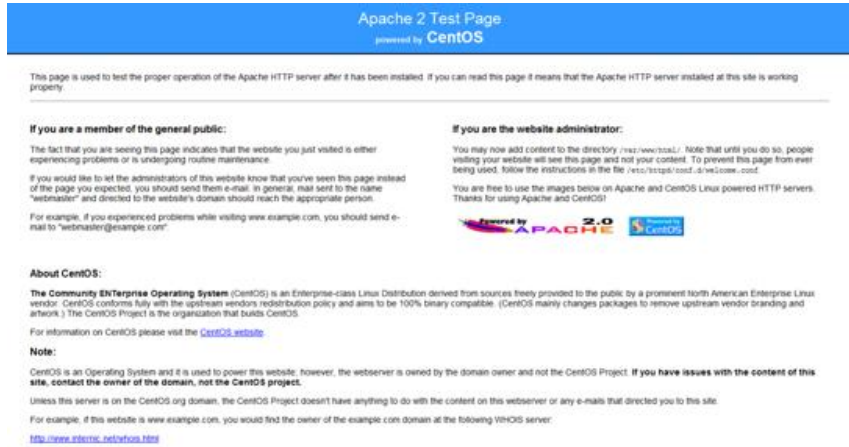 Apache 2 Test Page
powered by CentOS
This page is used to test the proper operation of the Apache HTTP server after it has been installed. If you can read this page it means that the Apache HTTP server installed at this site is working
properly.
If you are a member of the general public:
The fact that you are seeing this page indicates that the website you just visited is either
experiencing problems or is undergoing routine maintenance.
If you would like to let the administrators of this website know that you've seen this page instead
of the page you expected, you should send them e-mail. In general, mail sent to the name
"webmaster" and directed to the website's domain should reach the appropriate person.
For example, if you experienced problems while visiting www.example.com, you should send e-
mail to "webmaster@example.com".
If you are the website administrator:
You may now add content to the directory /var/www/html/. Note that until you do so, people
visiting your website will see this page and not your content. To prevent this page from ever
being used, follow the instructions in the file /etc/httpd/conf.d/welcome.conf.
You are free to use the images below on Apache and CentOS Linux powered HTTP servers.
Thanks for using Apache and CentOS!
Powered by 2.0
APACHE
Powered by
CentOS
About CentOS:
The Community ENTerprise Operating System (CentOS) is an Enterprise-class Linux Distribution derived from sources freely provided to the public by a prominent North American Enterprise Linux
vendor. CentOS conforms fully with the upstream vendors redistribution policy and aims to be 100% binary compatible. (CentOS mainly changes packages to remove upstream vendor branding and
artwork.) The CentOS Project is the organization that builds CentOS.
For information on CentOS please visit the CentOS website.
Note:
CentOS is an Operating System and it is used to power this website; however, the webserver is owned by the domain owner and not the CentOS Project. If you have issues with the content of this
site, contact the owner of the domain, not the CentOS project.
Unless this server is on the CentOS.org domain, the CentOS Project doesn't have anything to do with the content on this webserver or any e-mails that directed you to this site.
For example, if this website is www.example.com, you would find the owner of the example.com domain at the following WHOIS server:
http://www.internic.net/whois.html